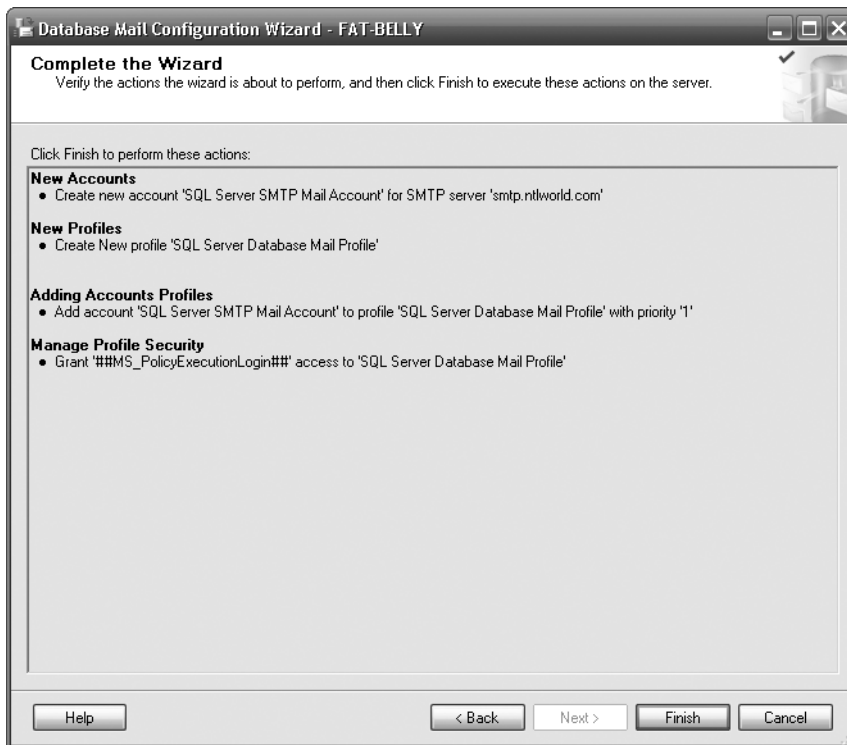 Database Mail Configuration Wizard - FAT-BELLY
Complete the Wizard
Verify the actions the wizard is about to perform, and then click Finish to execute these actions on the server.
Click Finish to perform these actions:
New Accounts
• Create new account 'SQL Server SMTP Mail Account' for SMTP server 'smtp.ntlworld.com'
New Profiles
• Create New profile 'SQL Server Database Mail Profile'
Adding Accounts Profiles
• Add account 'SQL Server SMTP Mail Account' to profile 'SQL Server Database Mail Profile' with priority '1'
Manage Profile Security
• Grant '##MS_PolicyExecutionLogin##' access to 'SQL Server Database Mail Profile'
Help
< Back
Next >
Finish
Cancel